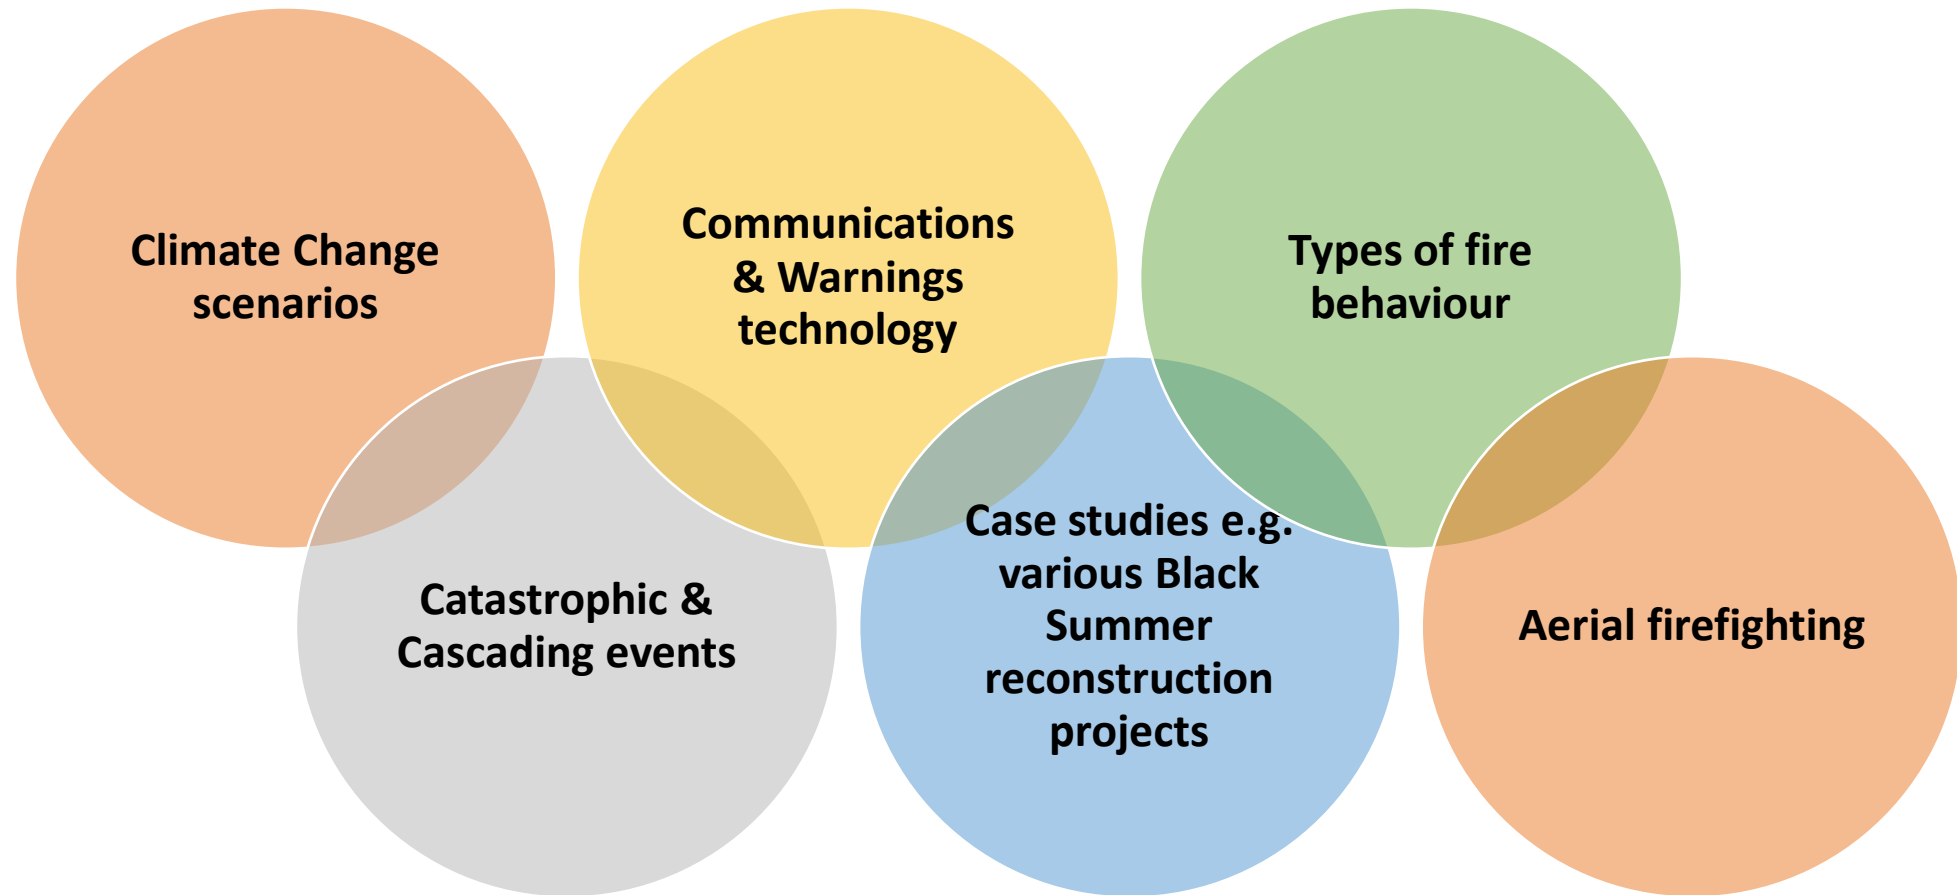 Climate Change
scenarios
Communications
& Warnings
technology
Types of fire
behaviour
Catastrophic &
Cascading events
Case studies e.g.
various Black
Summer
reconstruction
projects
Aerial firefighting